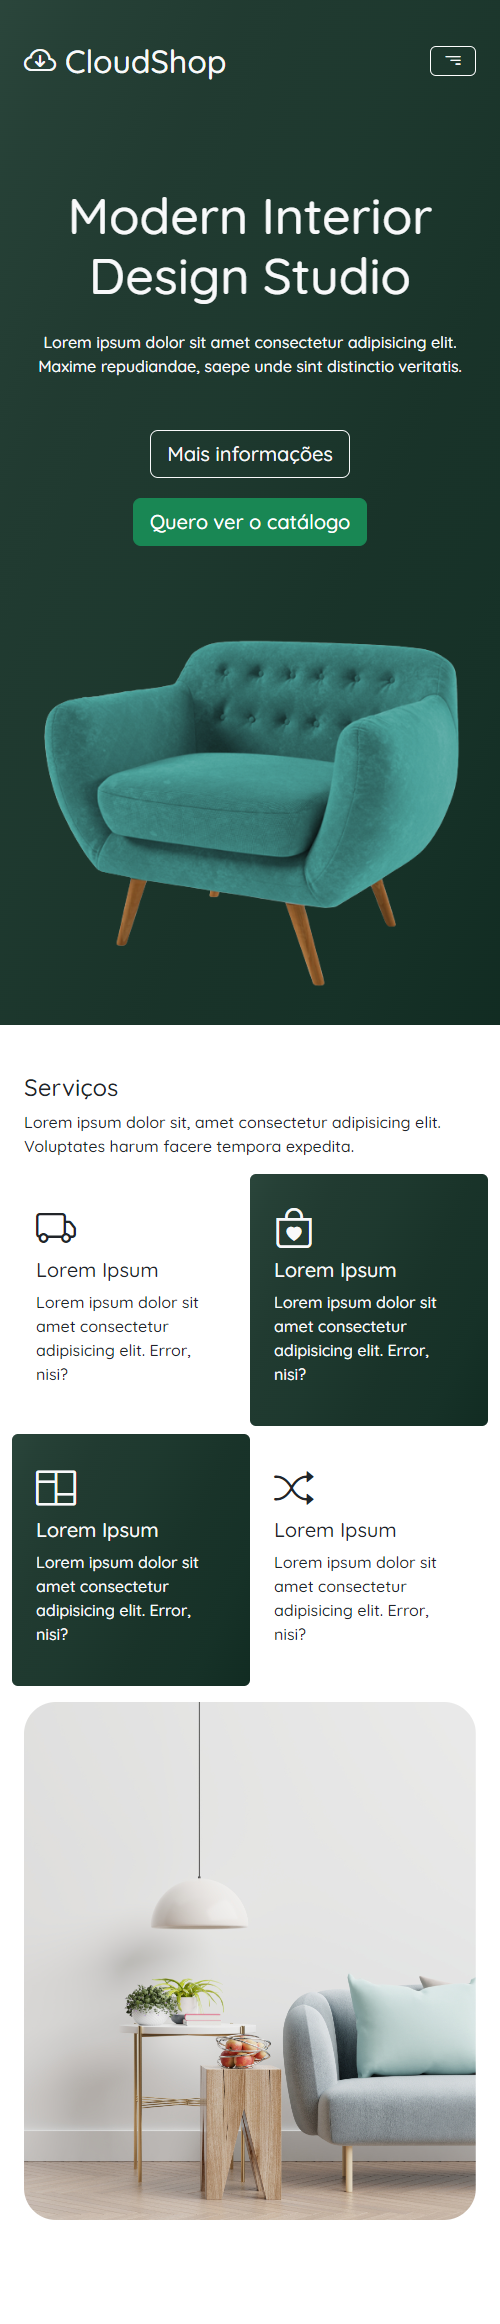 CloudShop
Modern Interior
Design Studio
Lorem ipsum dolor sit amet consectetur adipisicing elit.
Maxime repudiandae, saepe unde sint distinctio veritatis.
Mais informações
Quero ver o catálogo
Serviços
Lorem ipsum dolor sit, amet consectetur adipisicing elit.
Voluptates harum facere tempora expedita.
Lorem Ipsum
Lorem ipsum dolor sit
amet consectetur
adipisicing elit. Error,
nisi?
Lorem Ipsum
Lorem ipsum dolor sit
amet consectetur
adipisicing elit. Error,
nisi?
Lorem Ipsum
Lorem ipsum dolor sit
amet consectetur
adipisicing elit. Error,
nisi?
Lorem Ipsum
Lorem ipsum dolor sit
amet consectetur
adipisicing elit. Error,
nisi?